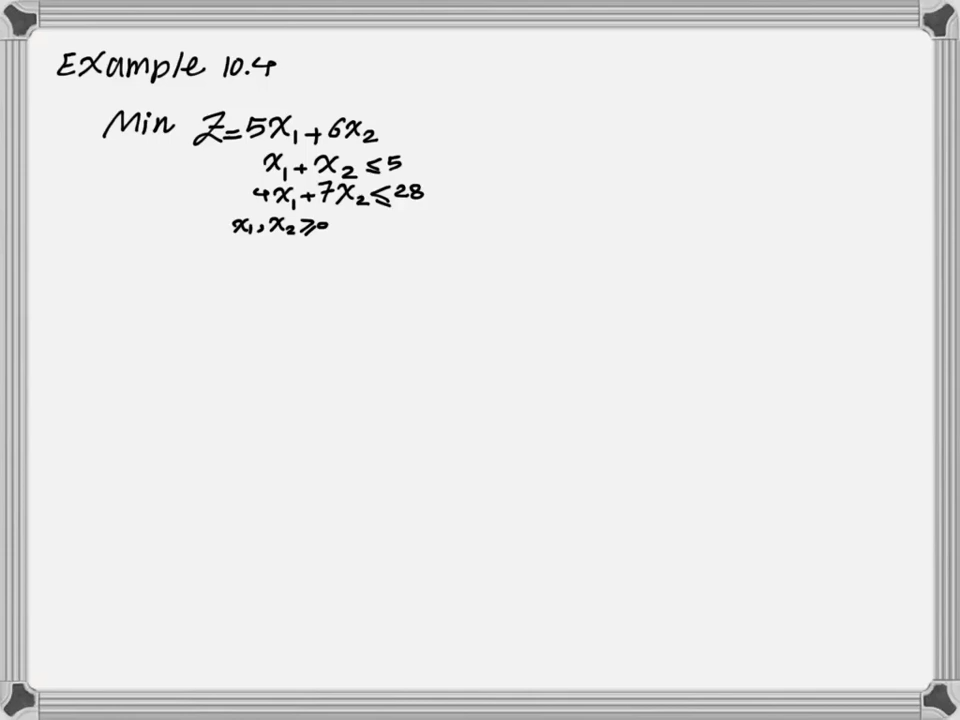 Example 10.4
Min Z=5x₁+6x₂
x₁+x₂≤5
4x₁+7x₂≤28
x₁,x₂≥0